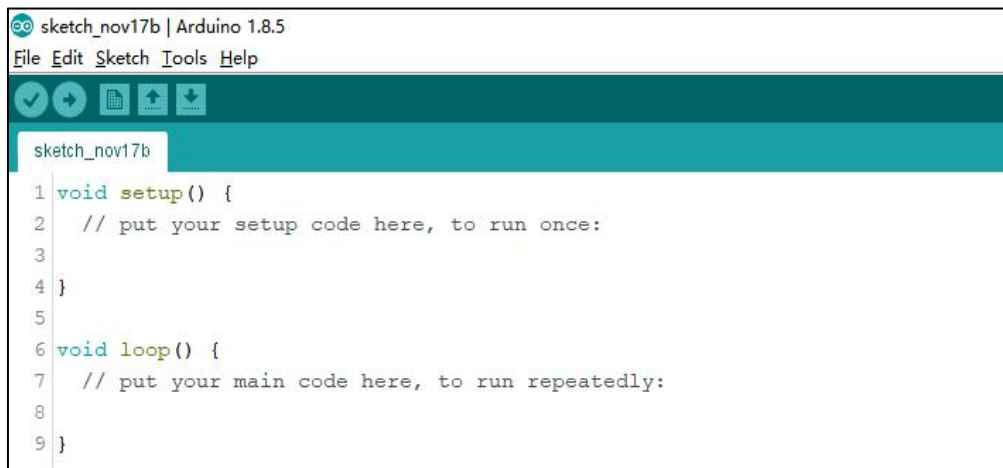 sketch_nov17b | Arduino 1.8.5
File Edit Sketch Tools Help
sketch_nov17b
1 void setup() {
2 // put your setup code here, to run once:
3
4 }
5
6 void loop() {
7 // put your main code here, to run repeatedly:
8
9 }